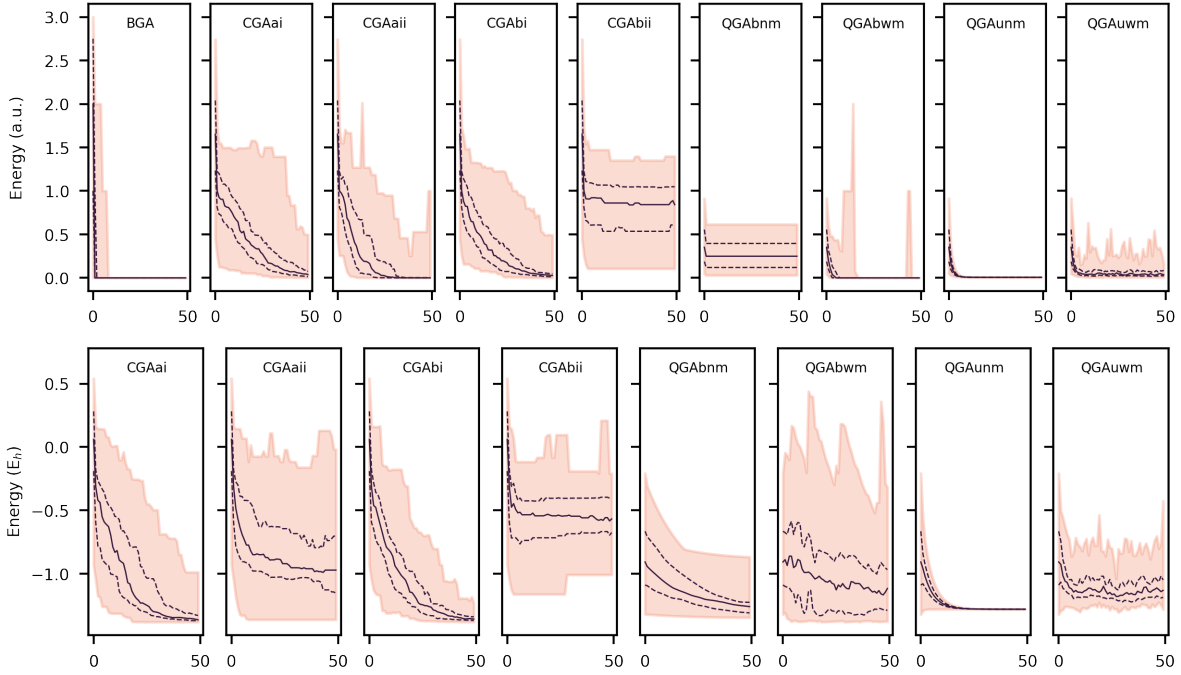 BGA CGAai CGAaii CGAbi CGAbii QGAbnm QGAbwm QGAunm QGAuwm
3.0
2.5
2.0
1.5
1.0
0.5
0.0
Energy (a.u.)
0 50 0 50 0 50 0 50 0 50 0 50 0 50 0 50 0 50
CGAai CGAaii CGAbi CGAbii QGAbnm QGAbwm QGAunm QGAuwm
0.5
0.0
−0.5
−1.0
Energy (E_h)
0 50 0 50 0 50 0 50 0 50 0 50 0 50 0 50